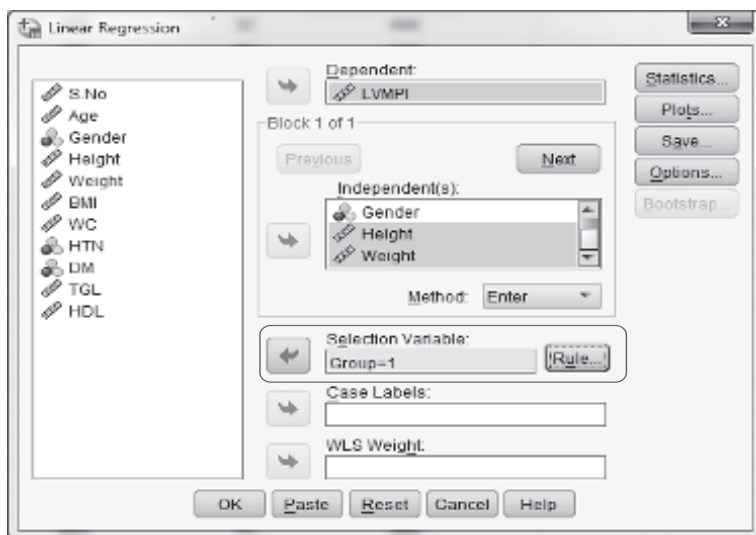 Linear Regression
S.No
Age
Gender
Height
Weight
BMI
WC
HTN
DM
TGL
HDL
Dependent:
LVMPI
Block 1 of 1
Previous
Next
Independent(s):
Gender
Height
Weight
Method:
Enter
Selection Variable:
Group=1
Rule...
Case Labels:
WLS Weight:
Statistics...
Plots...
Save...
Options...
Bootstrap...
OK
Paste
Reset
Cancel
Help